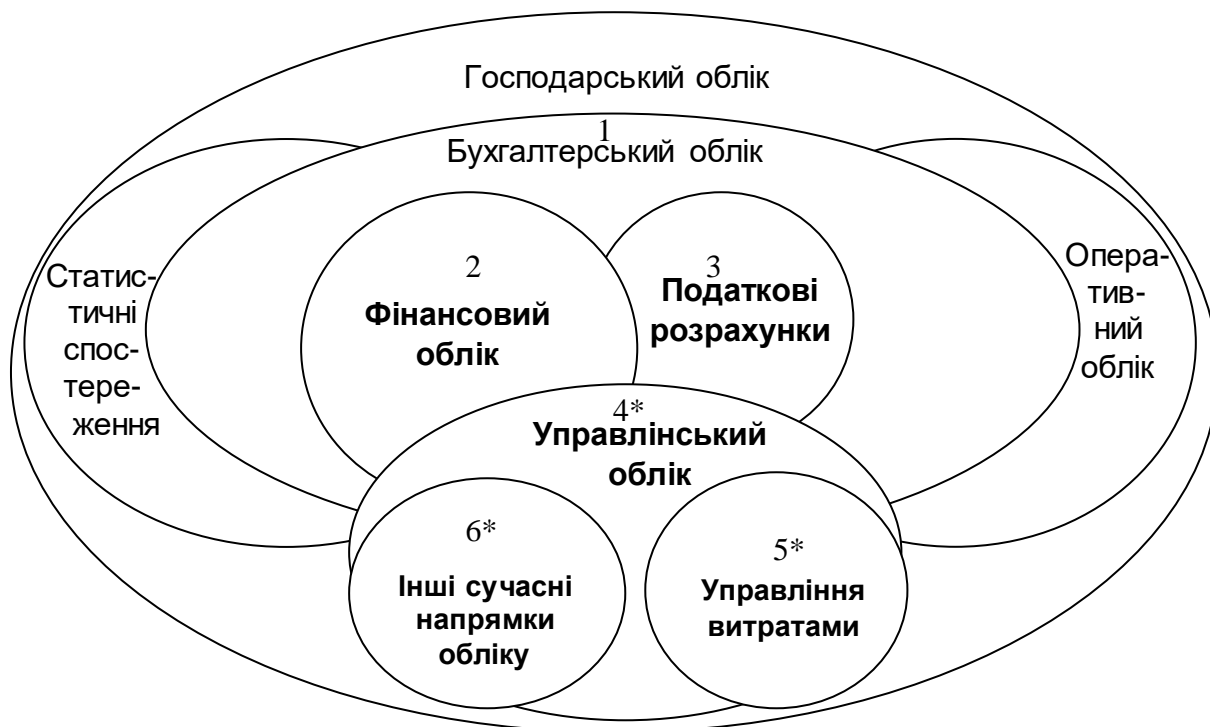 Господарський облік
1
Бухгалтерський облік
2
Фінансовий
облік
3
Податкові
розрахунки
Статис-
тичні
спос-
тере-
ження
Опера-
тив-
ний
облік
4*
Управлінський
облік
6*
Інші сучасні
напрямки
обліку
5*
Управління
витратами